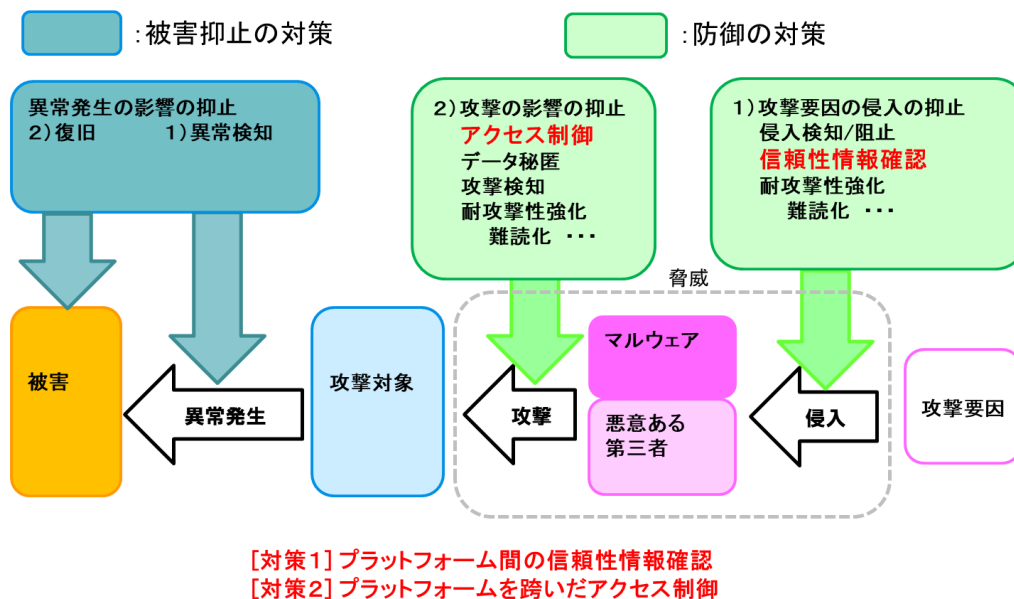 ：被害抑止の対策
：防御の対策
異常発生の影響の抑止
2）復旧　　　1）異常検知
2）攻撃の影響の抑止
アクセス制御
データ秘匿
攻撃検知
耐攻撃性強化
難読化 ・・・
1）攻撃要因の侵入の抑止
侵入検知/阻止
信頼性情報確認
耐攻撃性強化
難読化 ・・・
脅威
被害
異常発生
攻撃対象
攻撃
マルウェア
悪意ある
第三者
侵入
攻撃要因
[対策1] プラットフォーム間の信頼性情報確認
[対策2] プラットフォームを跨いだアクセス制御